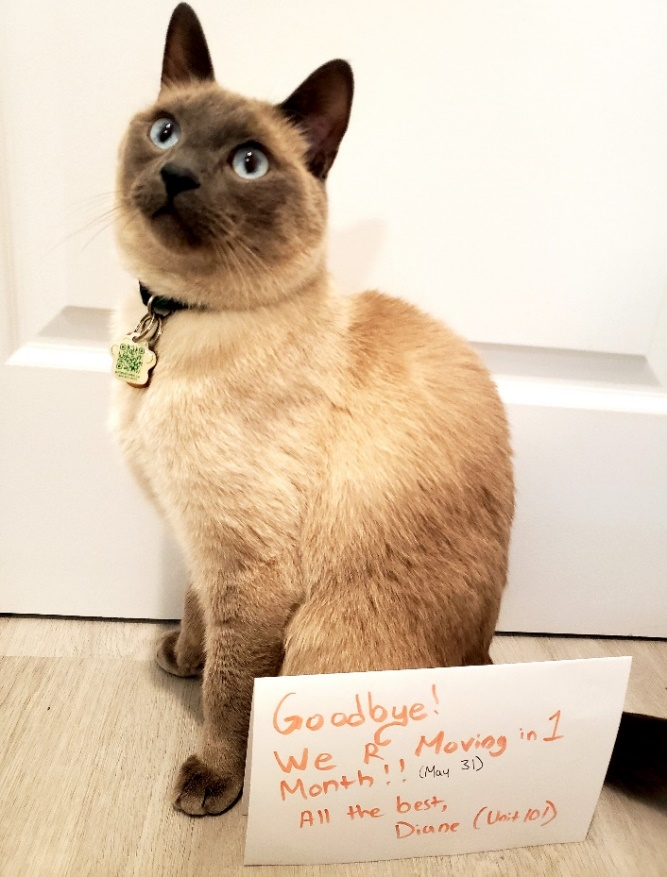 Goodbye!
We R Moving in 1
Month!! (May 31)
All the best,
Diane (Unit 101)